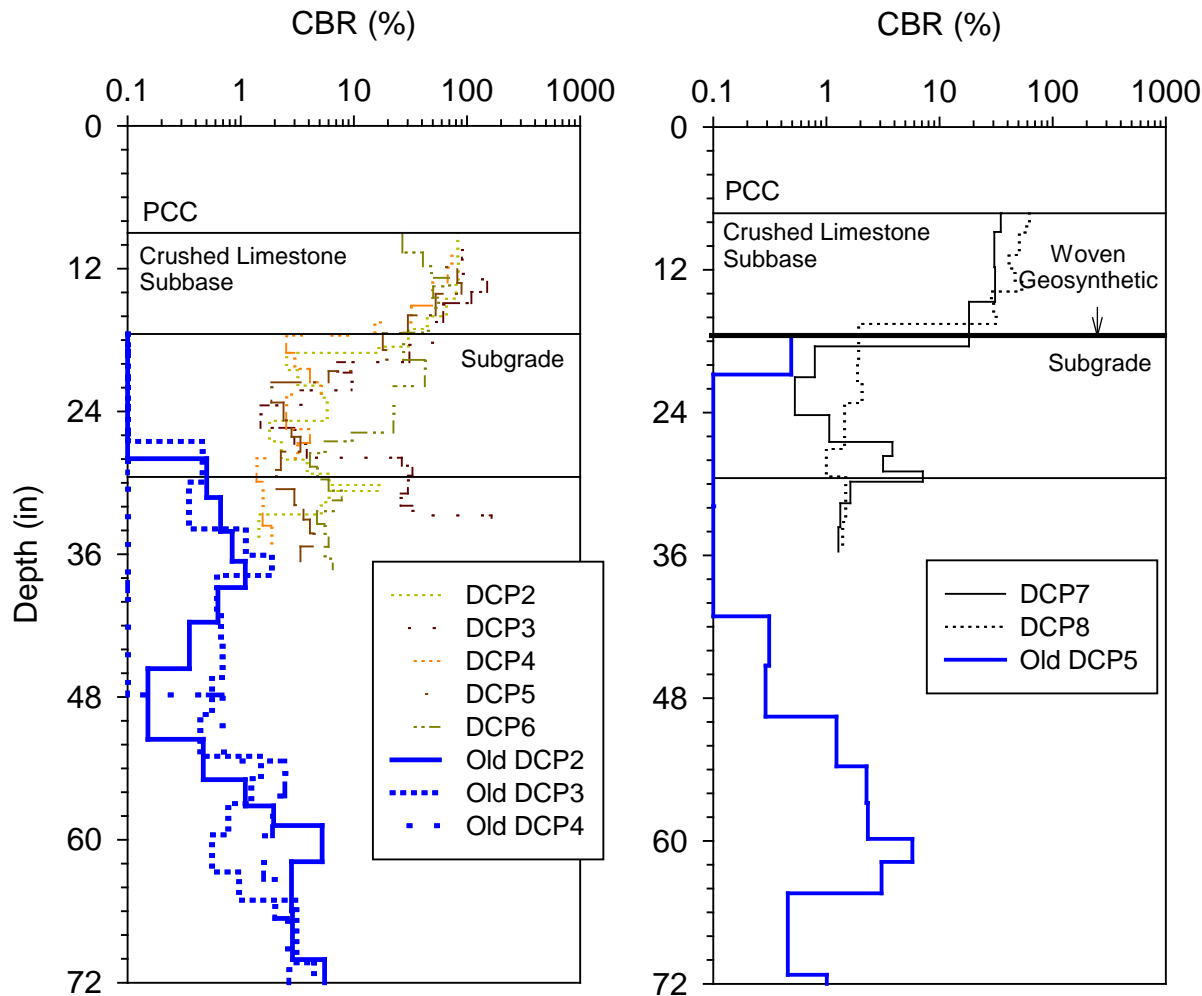 CBR (%)
0.1 1 10 100 1000
0
12
24
36
48
60
72
Depth (in)
PCC
Crushed Limestone
Subbase
Subgrade
DCP2
DCP3
DCP4
DCP5
DCP6
Old DCP2
Old DCP3
Old DCP4
CBR (%)
0.1 1 10 100 1000
0
12
24
36
48
60
72
PCC
Crushed Limestone
Subbase
Woven
Geosynthetic
Subgrade
DCP7
DCP8
Old DCP5